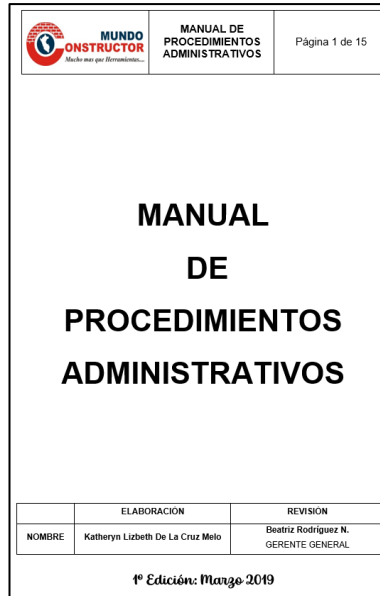 MUNDO
CONSTRUCTOR
Mucho mas que Herramientas...
MANUAL DE
PROCEDIMIENTOS
ADMINISTRATIVOS
Página 1 de 15
MANUAL
DE
PROCEDIMIENTOS
ADMINISTRATIVOS
ELABORACIÓN
REVISIÓN
NOMBRE
Katheryn Lizbeth De La Cruz Melo
Beatriz Rodríguez N.
GERENTE GENERAL
1º Edición: Marzo 2019